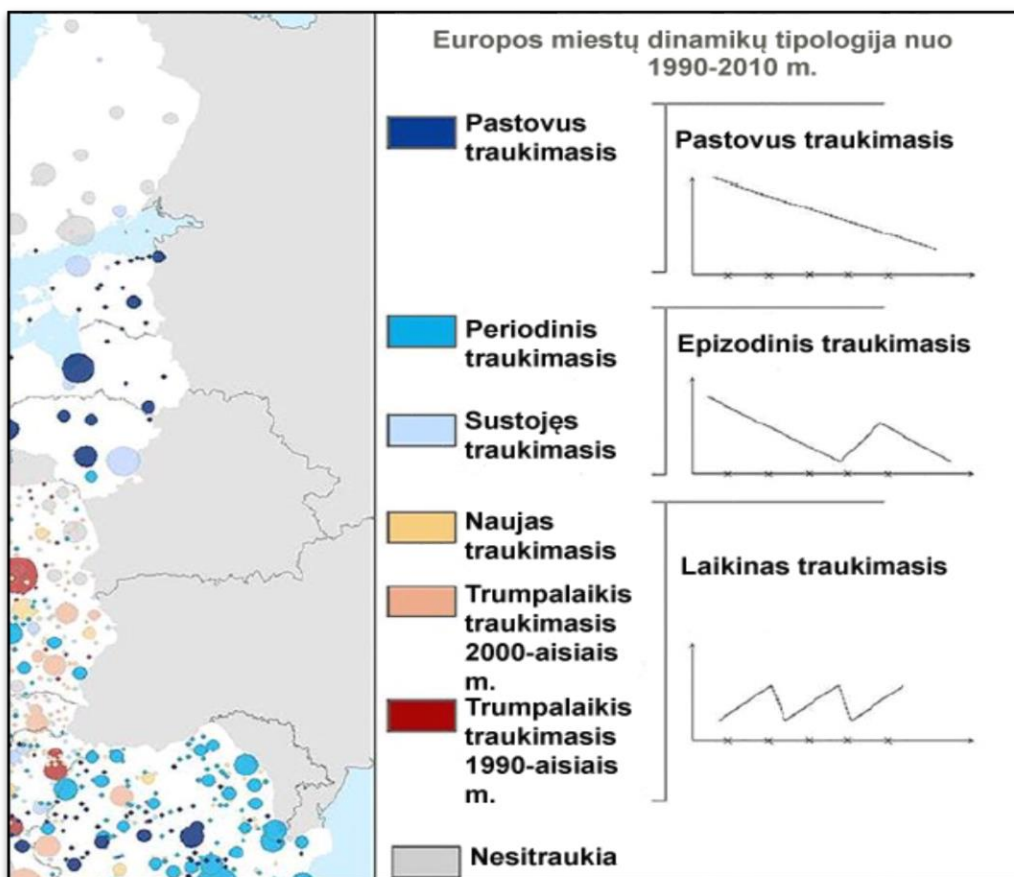 Europos miestų dinamikų tipologija nuo
1990-2010 m.
Pastovus
traukimasis
Pastovus traukimasis
Periodinis
traukimasis
Epizodinis traukimasis
Sustojęs
traukimasis
Naujas
traukimasis
Laikinas traukimasis
Trumpalaikis
traukimasis
2000-aisiais
m.
Trumpalaikis
traukimasis
1990-aisiais
m.
Nesitraukia